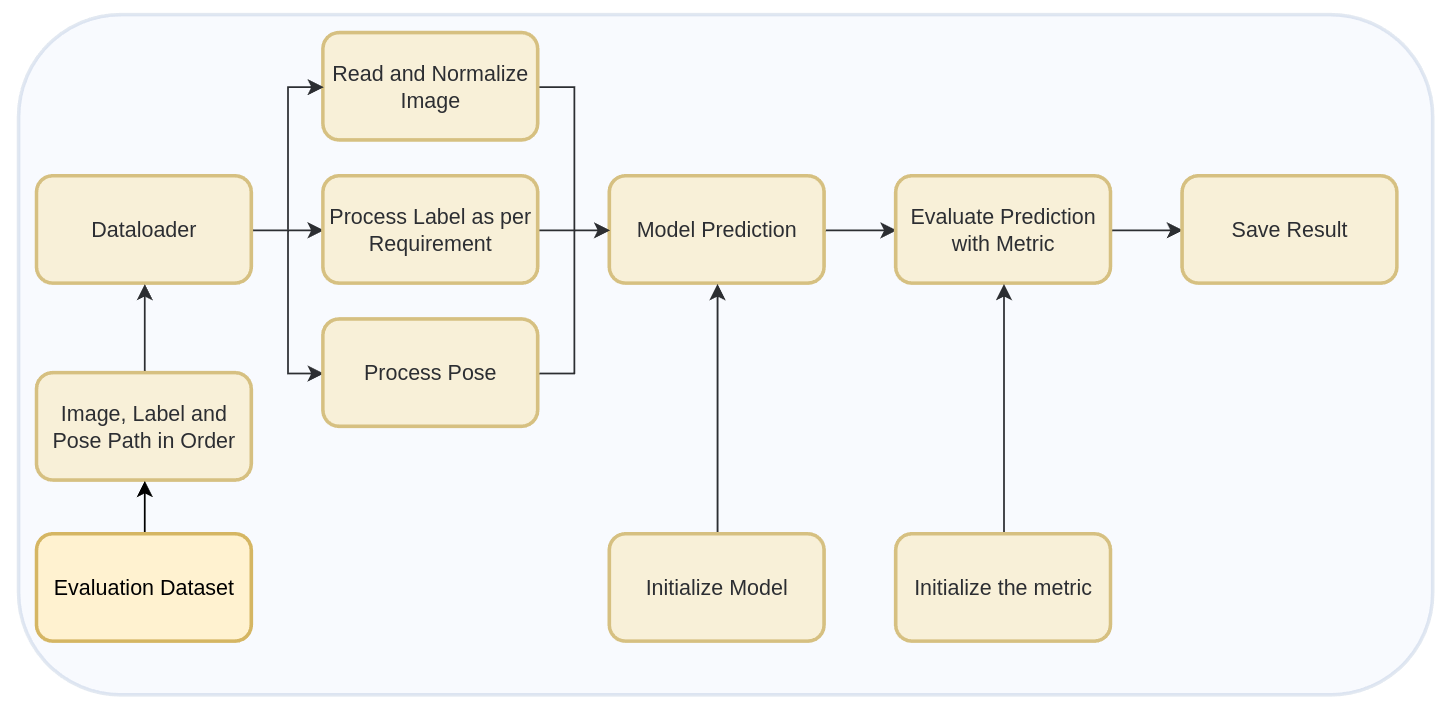 Read and Normalize
Image
Dataloader
Process Label as per
Requirement
Model Prediction
Evaluate Prediction
with Metric
Save Result
Process Pose
Image, Label and
Pose Path in Order
Evaluation Dataset
Initialize Model
Initialize the metric